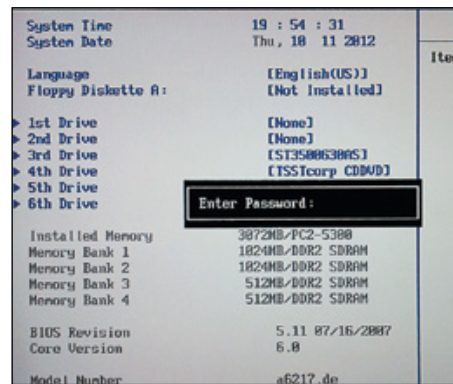 System Time 19 : 54 : 31
System Date Thu, 10 11 2012
Ite
Language [English(US)]
Floppy Diskette A: [Not Installed]
1st Drive [None]
2nd Drive [None]
3rd Drive [ST3500630AS]
4th Drive [TSSTcorp CDDVD]
5th Drive
6th Drive
Enter Password:
Installed Memory 3072MB/PC2-5300
Memory Bank 1 1024MB/DDR2 SDRAM
Memory Bank 2 1024MB/DDR2 SDRAM
Memory Bank 3 512MB/DDR2 SDRAM
Memory Bank 4 512MB/DDR2 SDRAM
BIOS Revision 5.11 07/16/2007
Core Version 6.0
Model Number a6217.de